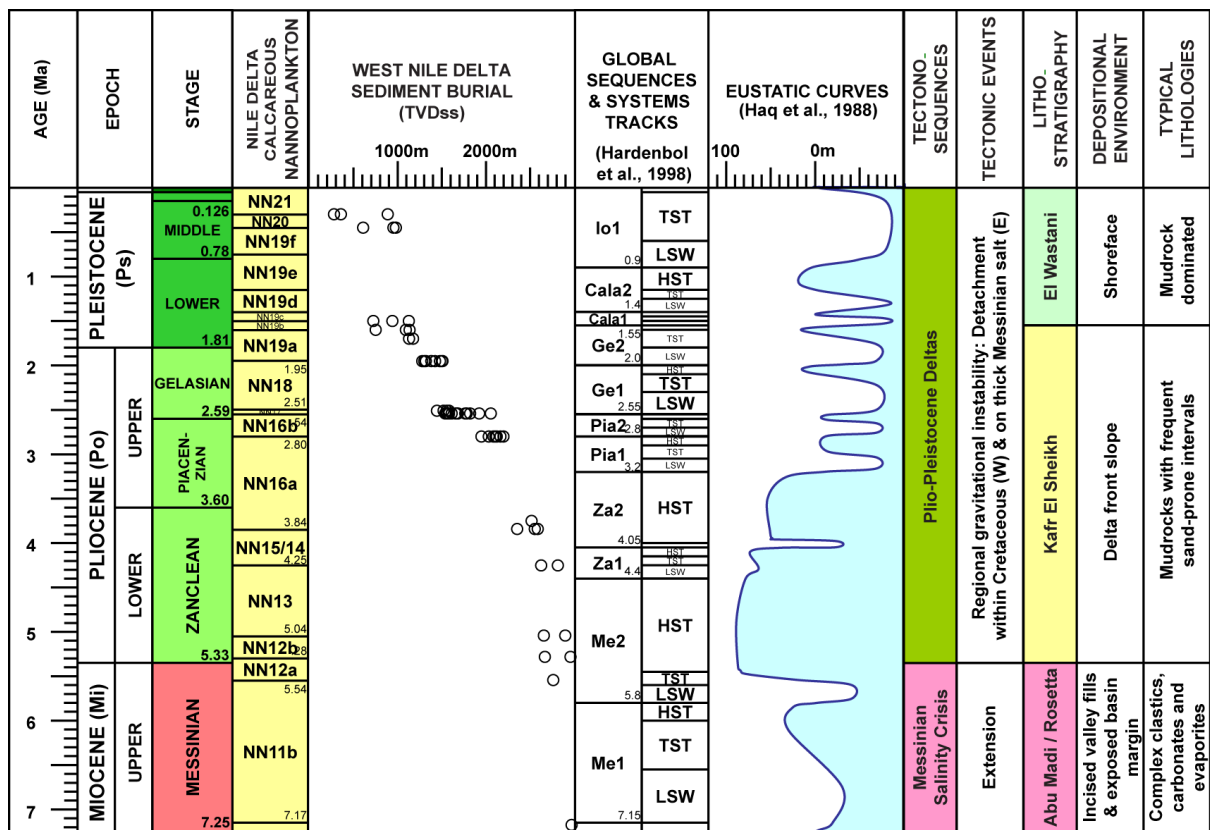 AGE (Ma)
EPOCH
STAGE
NILE DELTA
CALCAREOUS
NANNOPLANKTON
WEST NILE DELTA
SEDIMENT BURIAL
(TVDss)
1000m 2000m
GLOBAL
SEQUENCES
& SYSTEMS
TRACKS
(Hardenbol
et al., 1998)
EUSTATIC CURVES
(Haq et al., 1988)
100 0m
TECTONO-
SEQUENCES
TECTONIC EVENTS
LITHO-
STRATIGRAPHY
DEPOSITIONAL
ENVIRONMENT
TYPICAL
LITHOLOGIES
1
2
3
4
5
6
7
PLEISTOCENE
(Ps)
PLIOCENE (Po)
MIOCENE (Mi)
UPPER
LOWER
UPPER
0.126
MIDDLE
0.78
LOWER
1.81
GELASIAN
2.59
PIACEN-
ZIAN
3.60
ZANCLEAN
5.33
MESSINIAN
7.25
NN21
NN20
NN19f
NN19e
NN19d
NN19c
NN19b
NN19a
1.95
NN18
2.51
NN16b
2.80
NN16a
3.84
NN15/14
4.25
NN13
5.04
NN12b
NN12a
5.54
NN11b
7.17
Io1
0.9
Cala2
1.4
Cala1
1.55
Ge2
2.0
Ge1
2.55
Pia2
2.8
Pia1
3.2
Za2
4.05
Za1
4.4
Me2
5.8
Me1
7.15
TST
LSW
HST
TST
LSW
TST
LSW
HST
TST
LSW
TST
LSW
HST
TST
LSW
HST
HST
TST
LSW
HST
TST
LSW
HST
TST
LSW
Plio-Pleistocene Deltas
Messinian
Salinity Crisis
Regional gravitational instability: Detachment
within Cretaceous (W) & on thick Messinian salt (E)
Extension
El Wastani
Kafr El Sheikh
Abu Madi / Rosetta
Shoreface
Delta front slope
Incised valley fills
& exposed basin
margin
Mudrock
dominated
Mudrocks with frequent
sand-prone intervals
Complex clastics,
carbonates and
evaporites